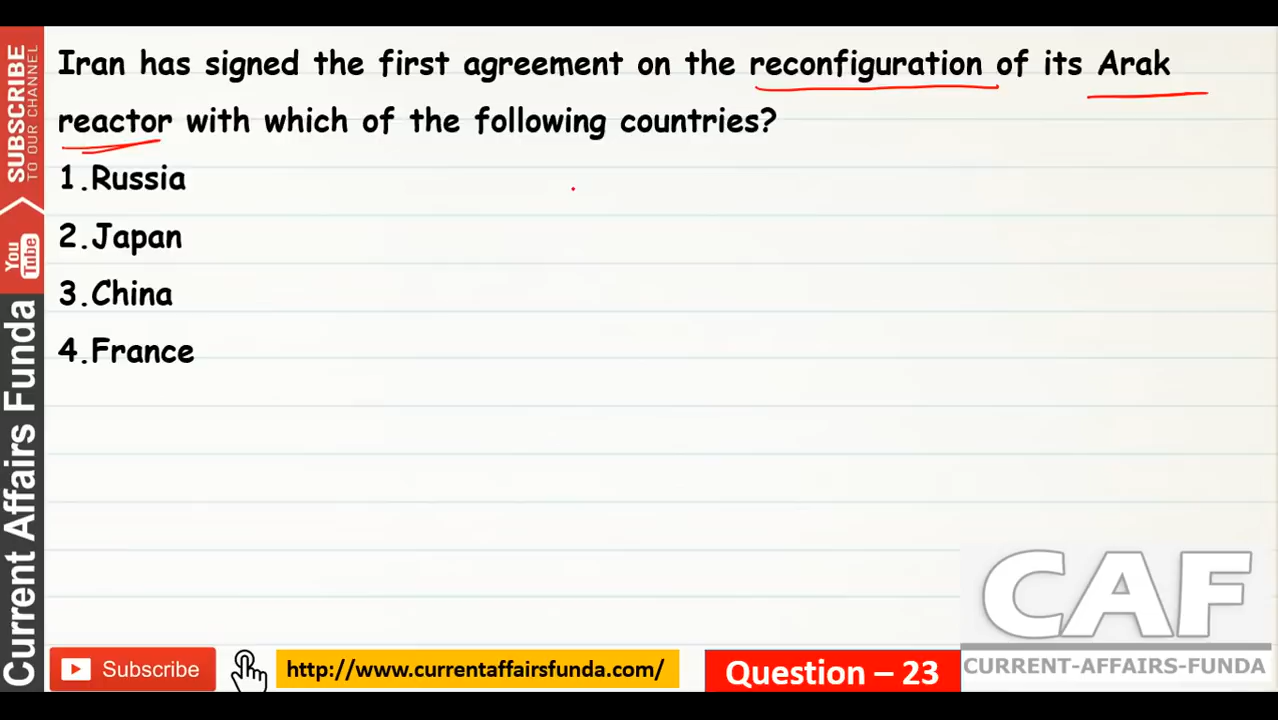 Iran has signed the first agreement on the reconfiguration of its Arak
reactor with which of the following countries?
1.Russia
2.Japan
3.China
4.France
SUBSCRIBE
TO OUR CHANNEL
You
Tube
Current Affairs Funda
CAF
CURRENT-AFFAIRS-FUNDA
Subscribe
http://www.currentaffairsfunda.com/
Question – 23